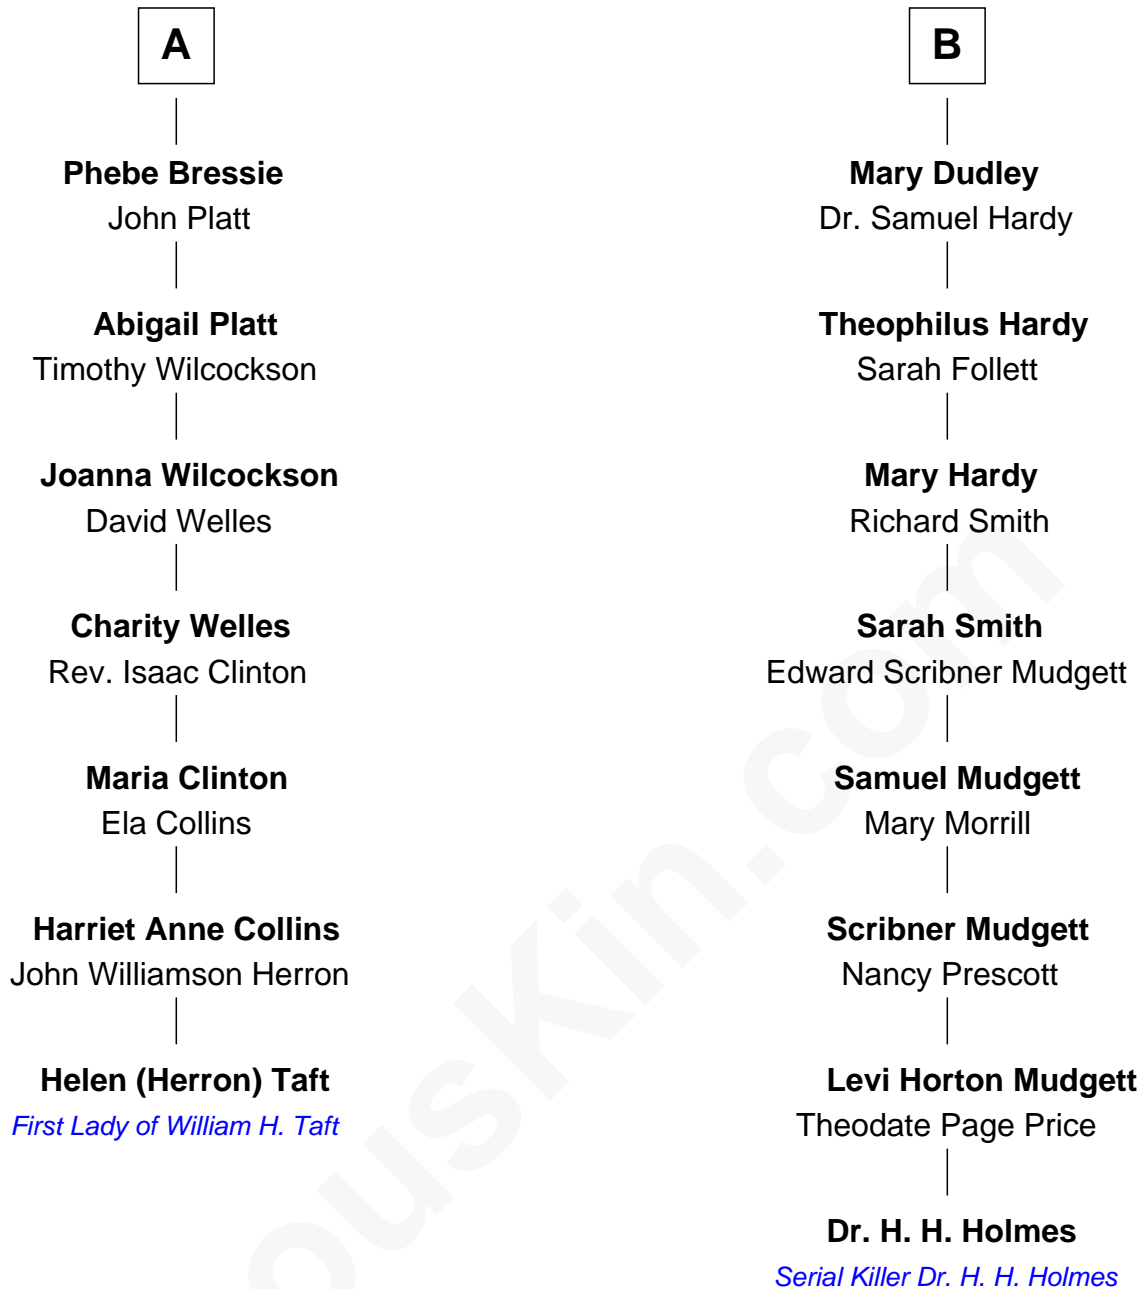 A
Phebe Bressie
John Platt
Abigail Platt
Timothy Wilcockson
Joanna Wilcockson
David Welles
Charity Welles
Rev. Isaac Clinton
Maria Clinton
Ela Collins
Harriet Anne Collins
John Williamson Herron
Helen (Herron) Taft
First Lady of William H. Taft
B
Mary Dudley
Dr. Samuel Hardy
Theophilus Hardy
Sarah Follett
Mary Hardy
Richard Smith
Sarah Smith
Edward Scribner Mudgett
Samuel Mudgett
Mary Morrill
Scribner Mudgett
Nancy Prescott
Levi Horton Mudgett
Theodate Page Price
Dr. H. H. Holmes
Serial Killer Dr. H. H. Holmes
ousKin.com